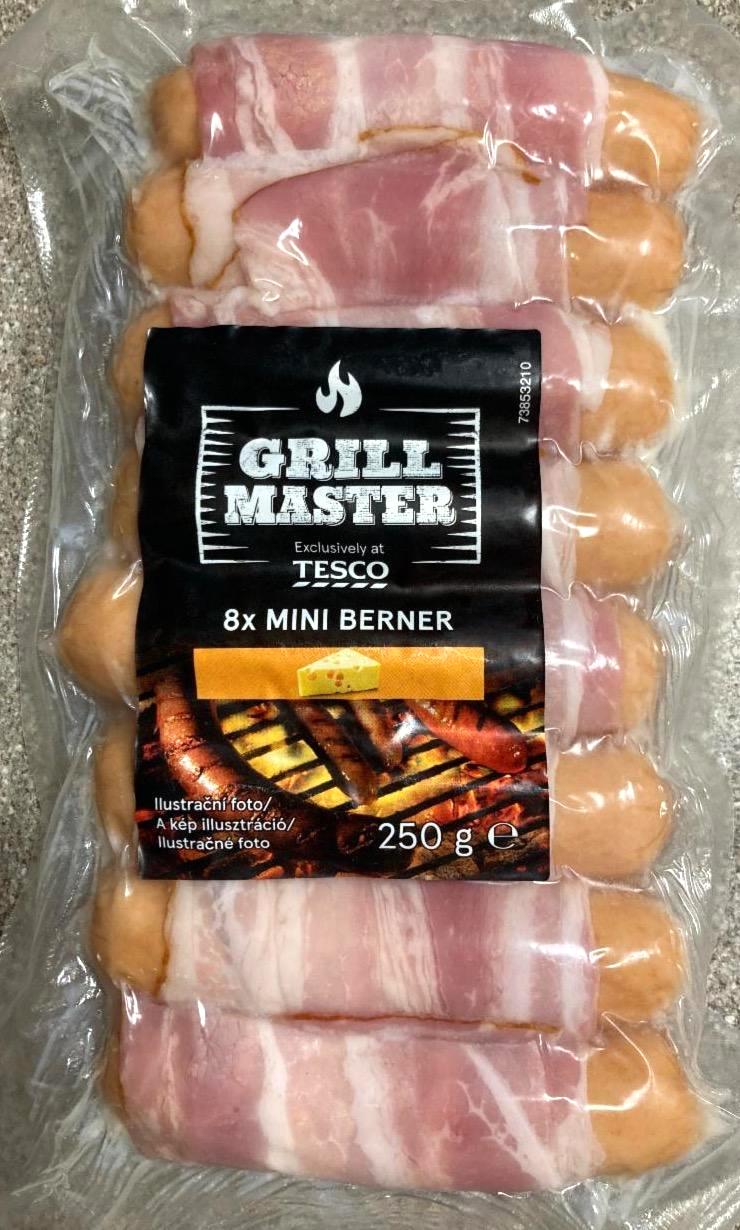 73853210
GRILL
MASTER
Exclusively at
TESCO
8x MINI BERNER
Ilustrační foto/
A kép illusztráció/
Ilustračné foto
250 g ℮